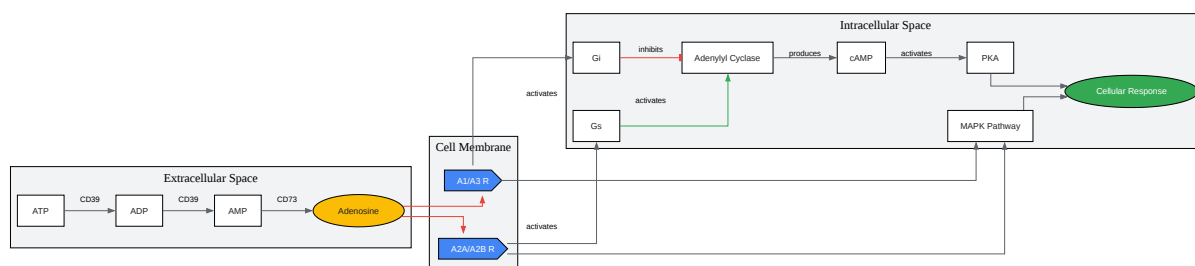 Intracellular Space
Gi
inhibits
Adenylyl Cyclase
produces
cAMP
activates
PKA
Cellular Response
activates
activates
Gs
MAPK Pathway
Cell Membrane
A1/A3 R
A2A/A2B R
activates
Extracellular Space
ATP
CD39
ADP
CD39
AMP
CD73
Adenosine